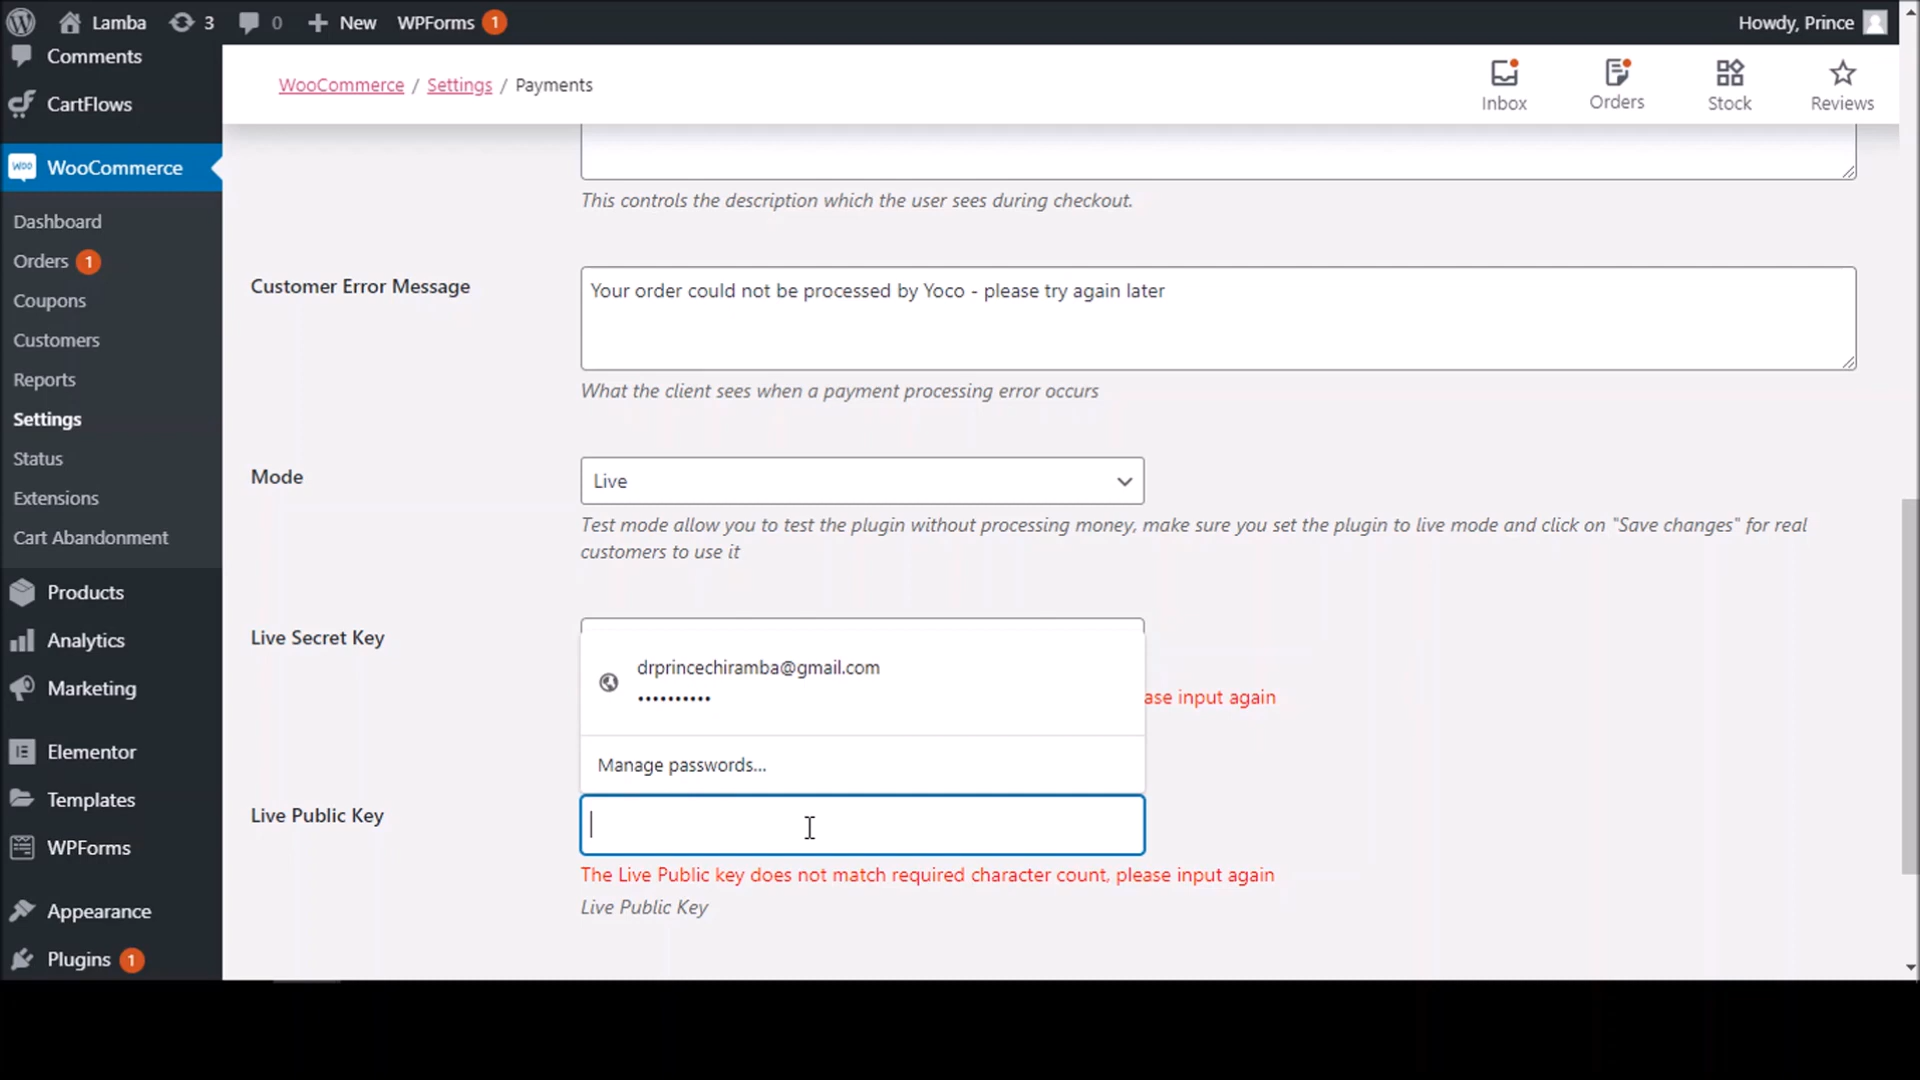 Lamba 3 0 New WPForms 1 Howdy, Prince
Comments
CartFlows
WooCommerce
Dashboard
Orders 1
Coupons
Customers
Reports
Settings
Status
Extensions
Cart Abandonment
Products
Analytics
Marketing
Elementor
Templates
WPForms
Appearance
Plugins 1
WooCommerce / Settings / Payments
Inbox
Orders
Stock
Reviews
This controls the description which the user sees during checkout.
Customer Error Message
Your order could not be processed by Yoco - please try again later
What the client sees when a payment processing error occurs
Mode
Live
Test mode allow you to test the plugin without processing money, make sure you set the plugin to live mode and click on "Save changes" for real
customers to use it
Live Secret Key
drprincechiramba@gmail.com
••••••••••
ase input again
Manage passwords...
Live Public Key
The Live Public key does not match required character count, please input again
Live Public Key